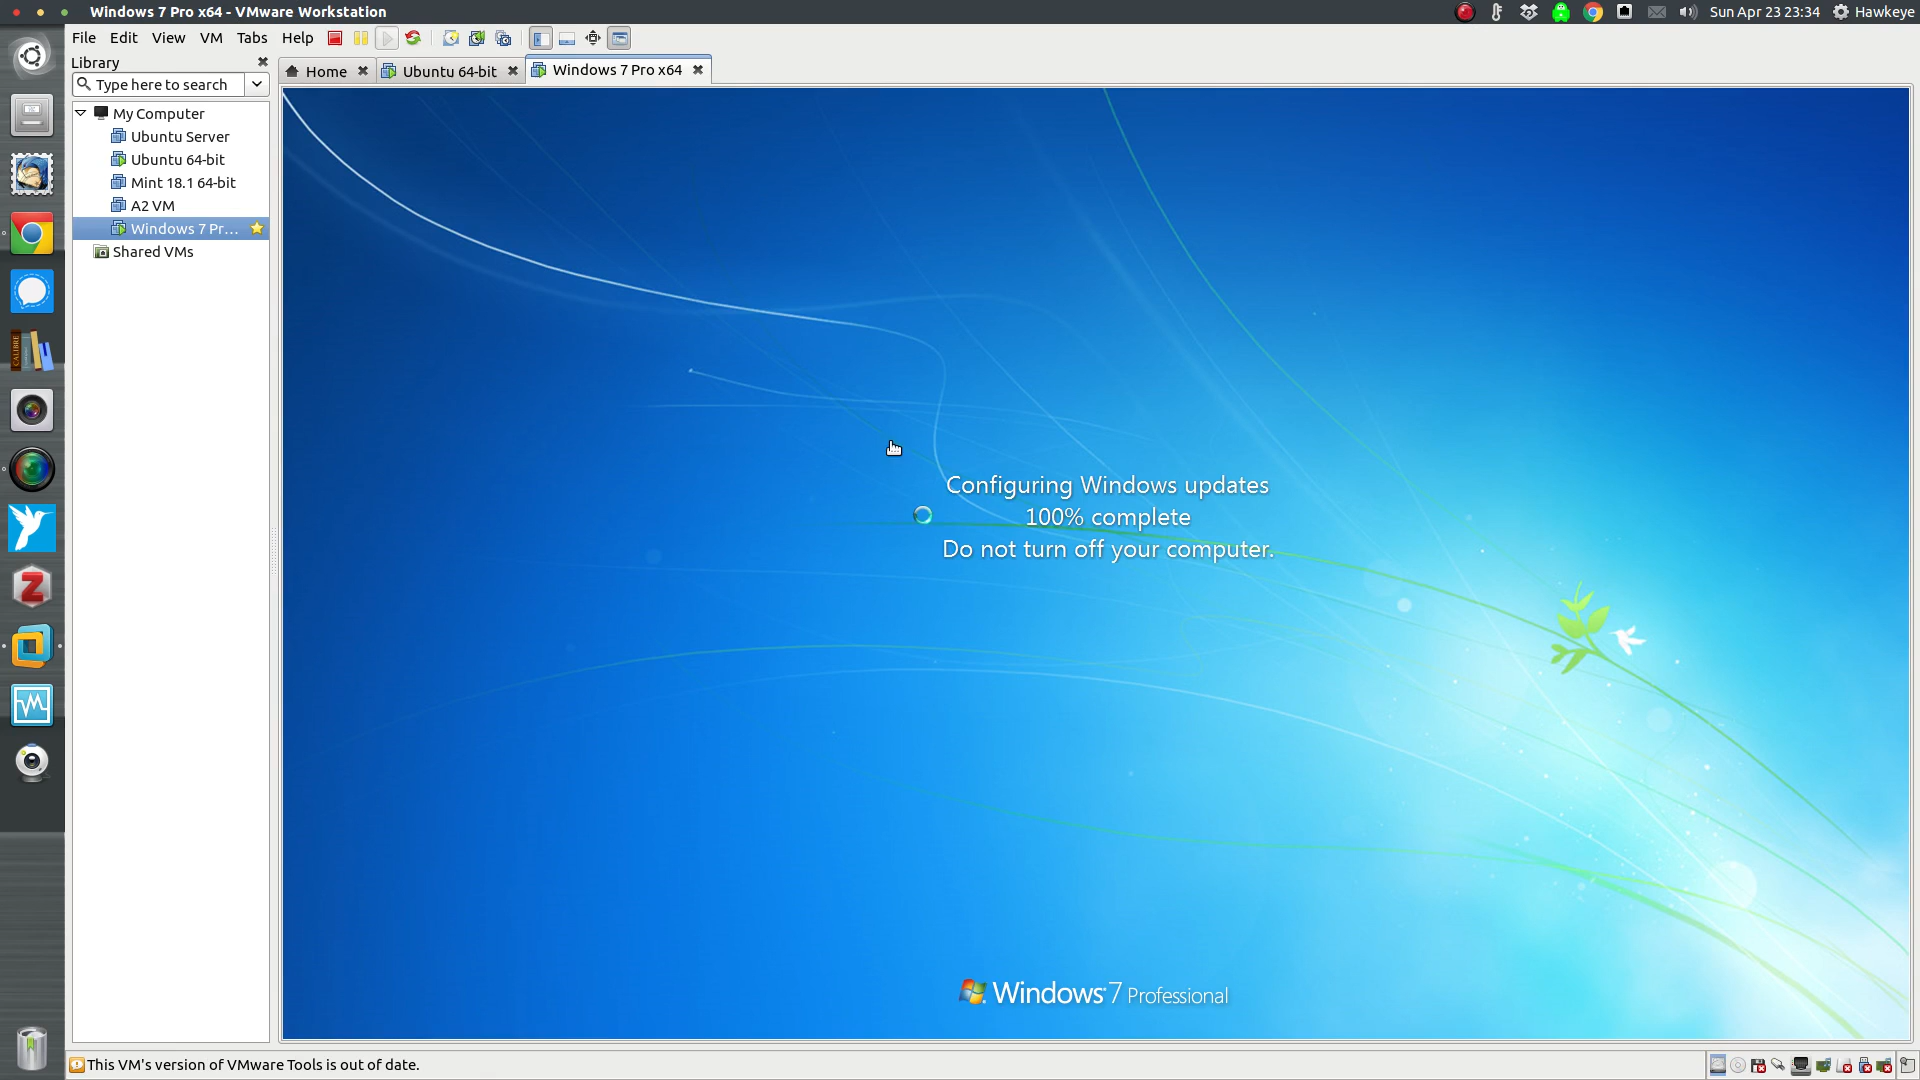 Windows 7 Pro x64 - VMware Workstation
Sun Apr 23 23:34
Hawkeye
File Edit View VM Tabs Help
Library
Type here to search
Home
Ubuntu 64-bit
Windows 7 Pro x64
My Computer
Ubuntu Server
Ubuntu 64-bit
Mint 18.1 64-bit
A2 VM
Windows 7 Pr...
Shared VMs
CALIBRE
Z
Configuring Windows updates
100% complete
Do not turn off your computer.
Windows 7 Professional
This VM's version of VMware Tools is out of date.